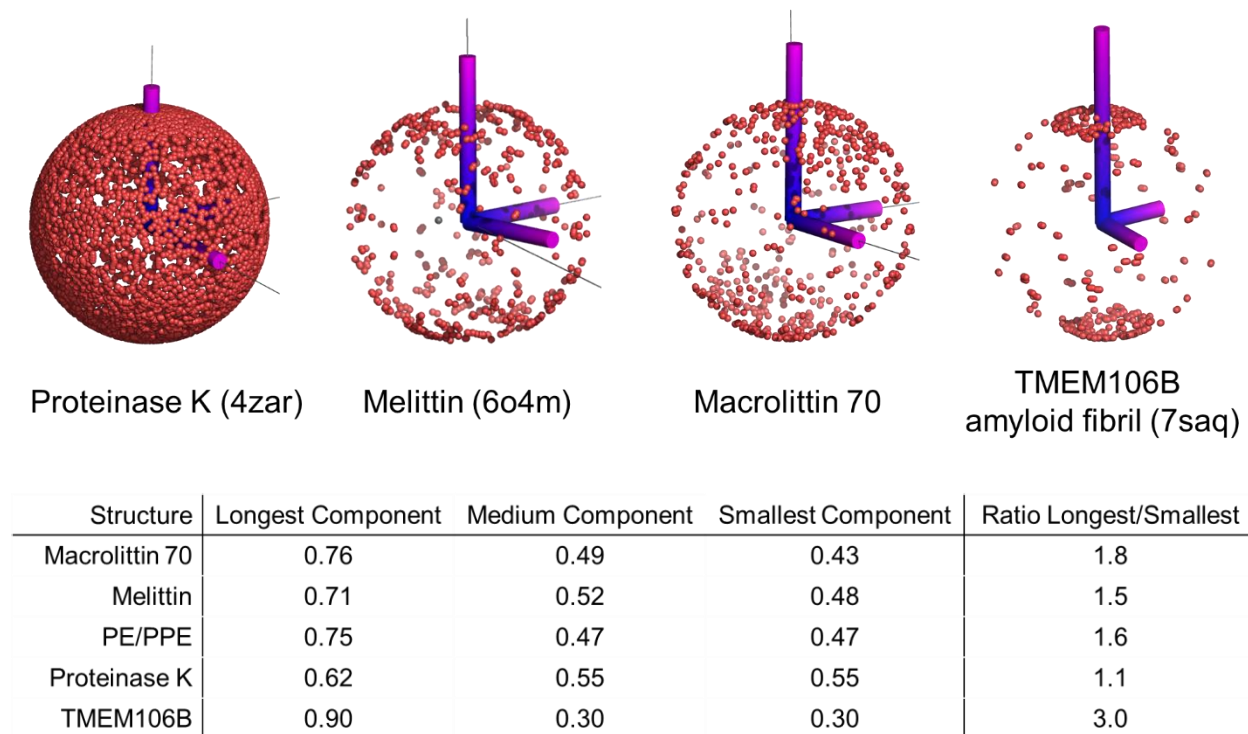 Proteinase K (4zar)
Melittin (6o4m)
Macrolittin 70
TMEM106B
amyloid fibril (7saq)
Structure Longest Component Medium Component Smallest Component Ratio Longest/Smallest
Macrolittin 70 0.76 0.49 0.43 1.8
Melittin 0.71 0.52 0.48 1.5
PE/PPE 0.75 0.47 0.47 1.6
Proteinase K 0.62 0.55 0.55 1.1
TMEM106B 0.90 0.30 0.30 3.0